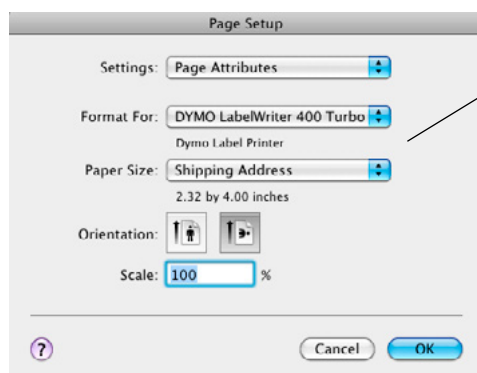 Page Setup
Settings: Page Attributes
Format For: DYMO LabelWriter 400 Turbo
Dymo Label Printer
Paper Size: Shipping Address
2.32 by 4.00 inches
Orientation:
Scale: 100 %
? Cancel OK